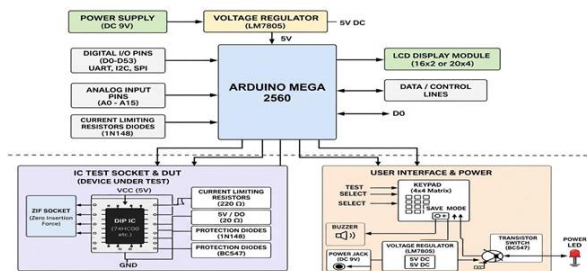 POWER SUPPLY
(DC 9V)
VOLTAGE REGULATOR
(LM7805)
5V DC
5V
DIGITAL I/O PINS
(D0-D53)
UART, I2C, SPI
ANALOG INPUT
PINS
(A0 - A15)
CURRENT LIMITING
RESISTORS DIODES
(1N148)
ARDUINO MEGA
2560
LCD DISPLAY MODULE
(16x2 or 20x4)
DATA / CONTROL
LINES
D0
IC TEST SOCKET & DUT
(DEVICE UNDER TEST)
VCC (5V)
ZIF SOCKET
(Zero Insertion
Force)
DIP IC
(74HC00
etc.)
GND
CURRENT LIMITING
RESISTORS
(220 Ω)
5V / DO
(20 Ω)
PROTECTION DIODES
(1N148)
PROTECTION DIODES
(BC547)
USER INTERFACE & POWER
TEST
SELECT
SELECT
KEYPAD
(4x4 Matrix)
SAVE MODE
BUZZER
POWER JACK
(DC 9V)
VOLTAGE REGULATOR
(LM7805)
5V DC
5V DC
TRANSISTOR
SWITCH
(BC547)
POWER
LED